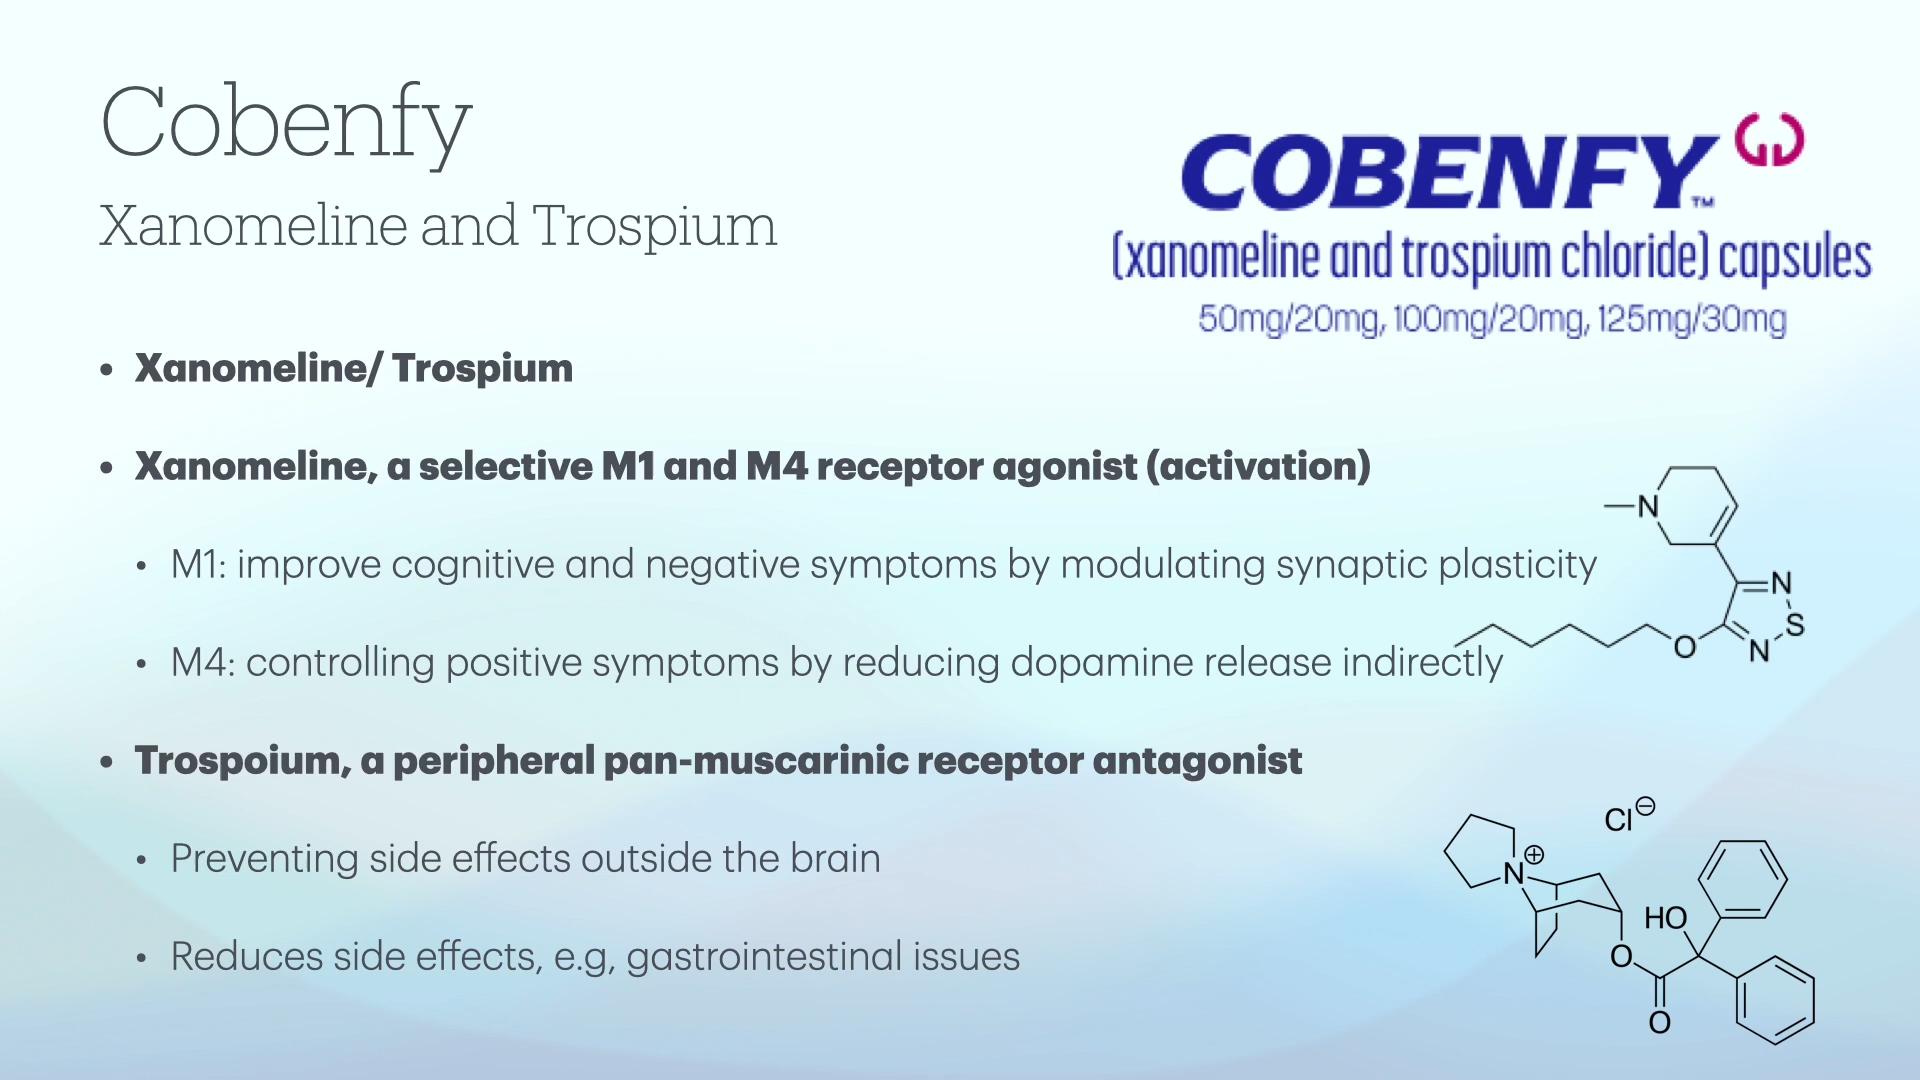 Cobenfy
Xanomeline and Trospium
COBENFY™
(xanomeline and trospium chloride) capsules
50mg/20mg, 100mg/20mg, 125mg/30mg
• Xanomeline/ Trospium
• Xanomeline, a selective M1 and M4 receptor agonist (activation)
• M1: improve cognitive and negative symptoms by modulating synaptic plasticity
• M4: controlling positive symptoms by reducing dopamine release indirectly
• Trospoium, a peripheral pan-muscarinic receptor antagonist
• Preventing side effects outside the brain
• Reduces side effects, e.g, gastrointestinal issues
N
N
S
N
O
Cl⊖
N⊕
HO
O
O